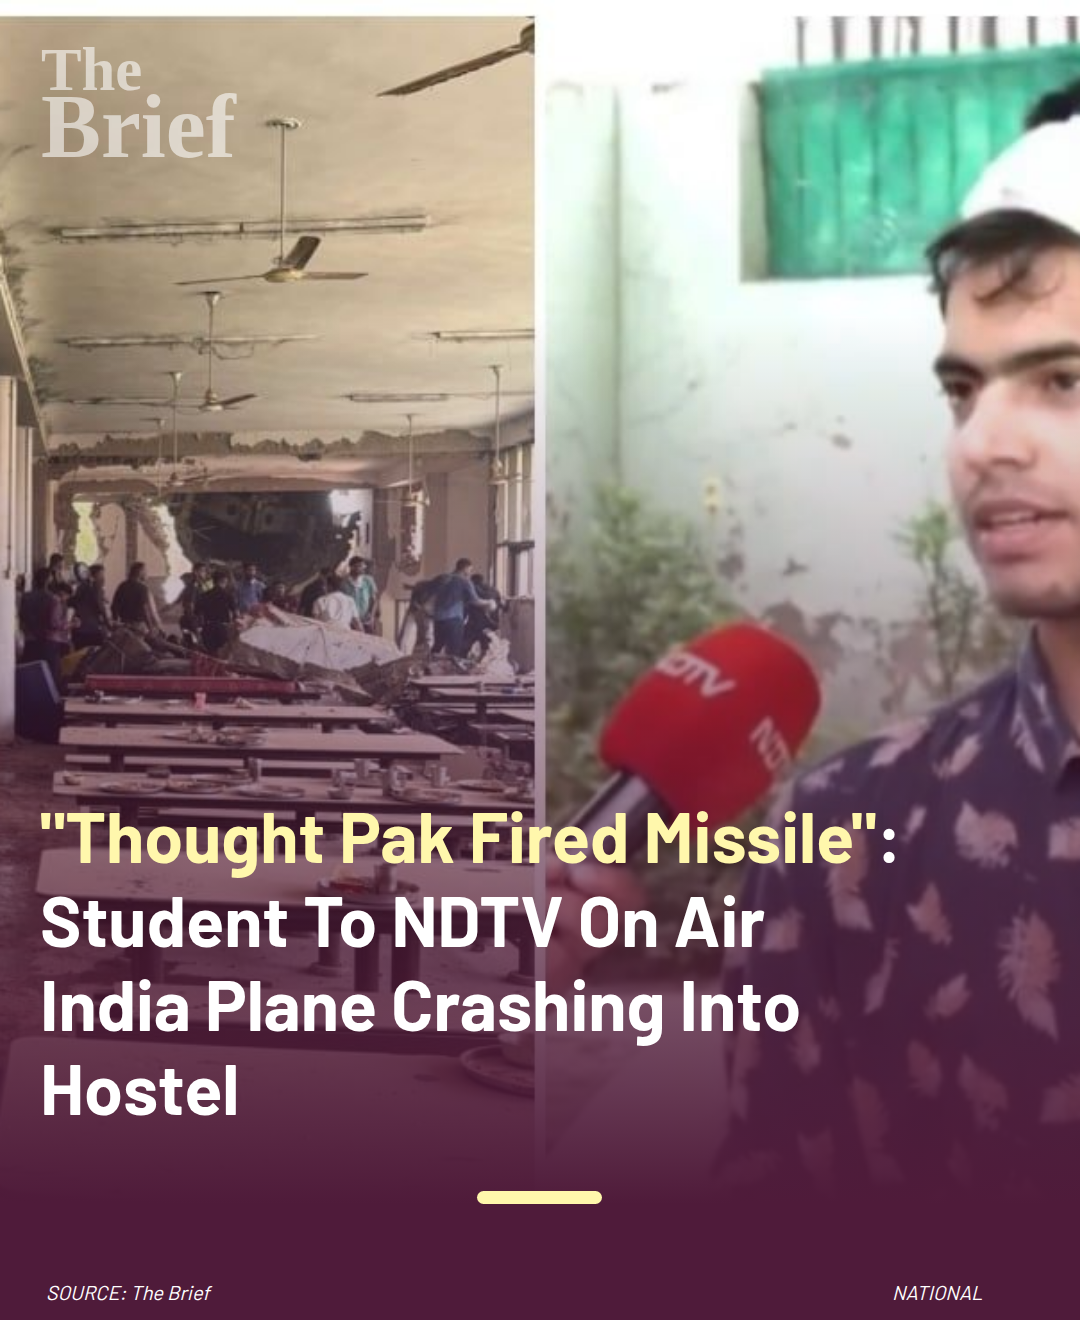 The
Brief
NDTV
"Thought Pak Fired Missile":
Student To NDTV On Air
India Plane Crashing Into
Hostel
SOURCE: The Brief
NATIONAL